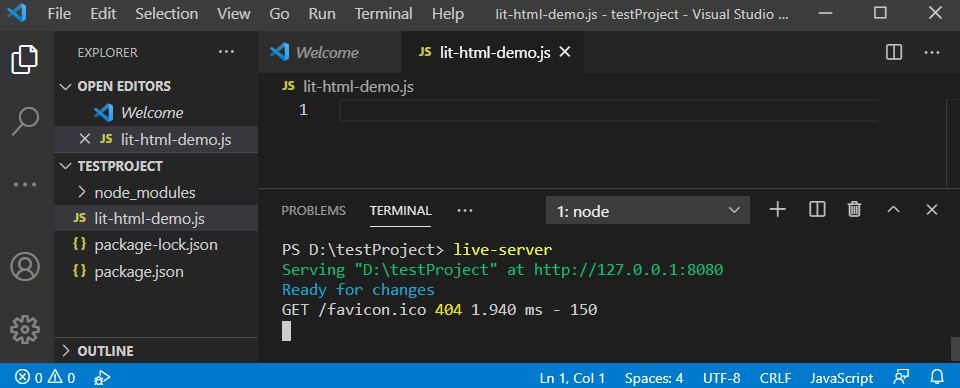 File Edit Selection View Go Run Terminal Help lit-html-demo.js - testProject - Visual Studio ...
EXPLORER
OPEN EDITORS
Welcome
JS lit-html-demo.js
TESTPROJECT
node_modules
JS lit-html-demo.js
{} package-lock.json
{} package.json
OUTLINE
Welcome JS lit-html-demo.js
JS lit-html-demo.js
1
PROBLEMS TERMINAL ... 1: node
PS D:\testProject> live-server
Serving "D:\testProject" at http://127.0.0.1:8080
Ready for changes
GET /favicon.ico 404 1.940 ms - 150
0 0 Ln 1, Col 1 Spaces: 4 UTF-8 CRLF JavaScript